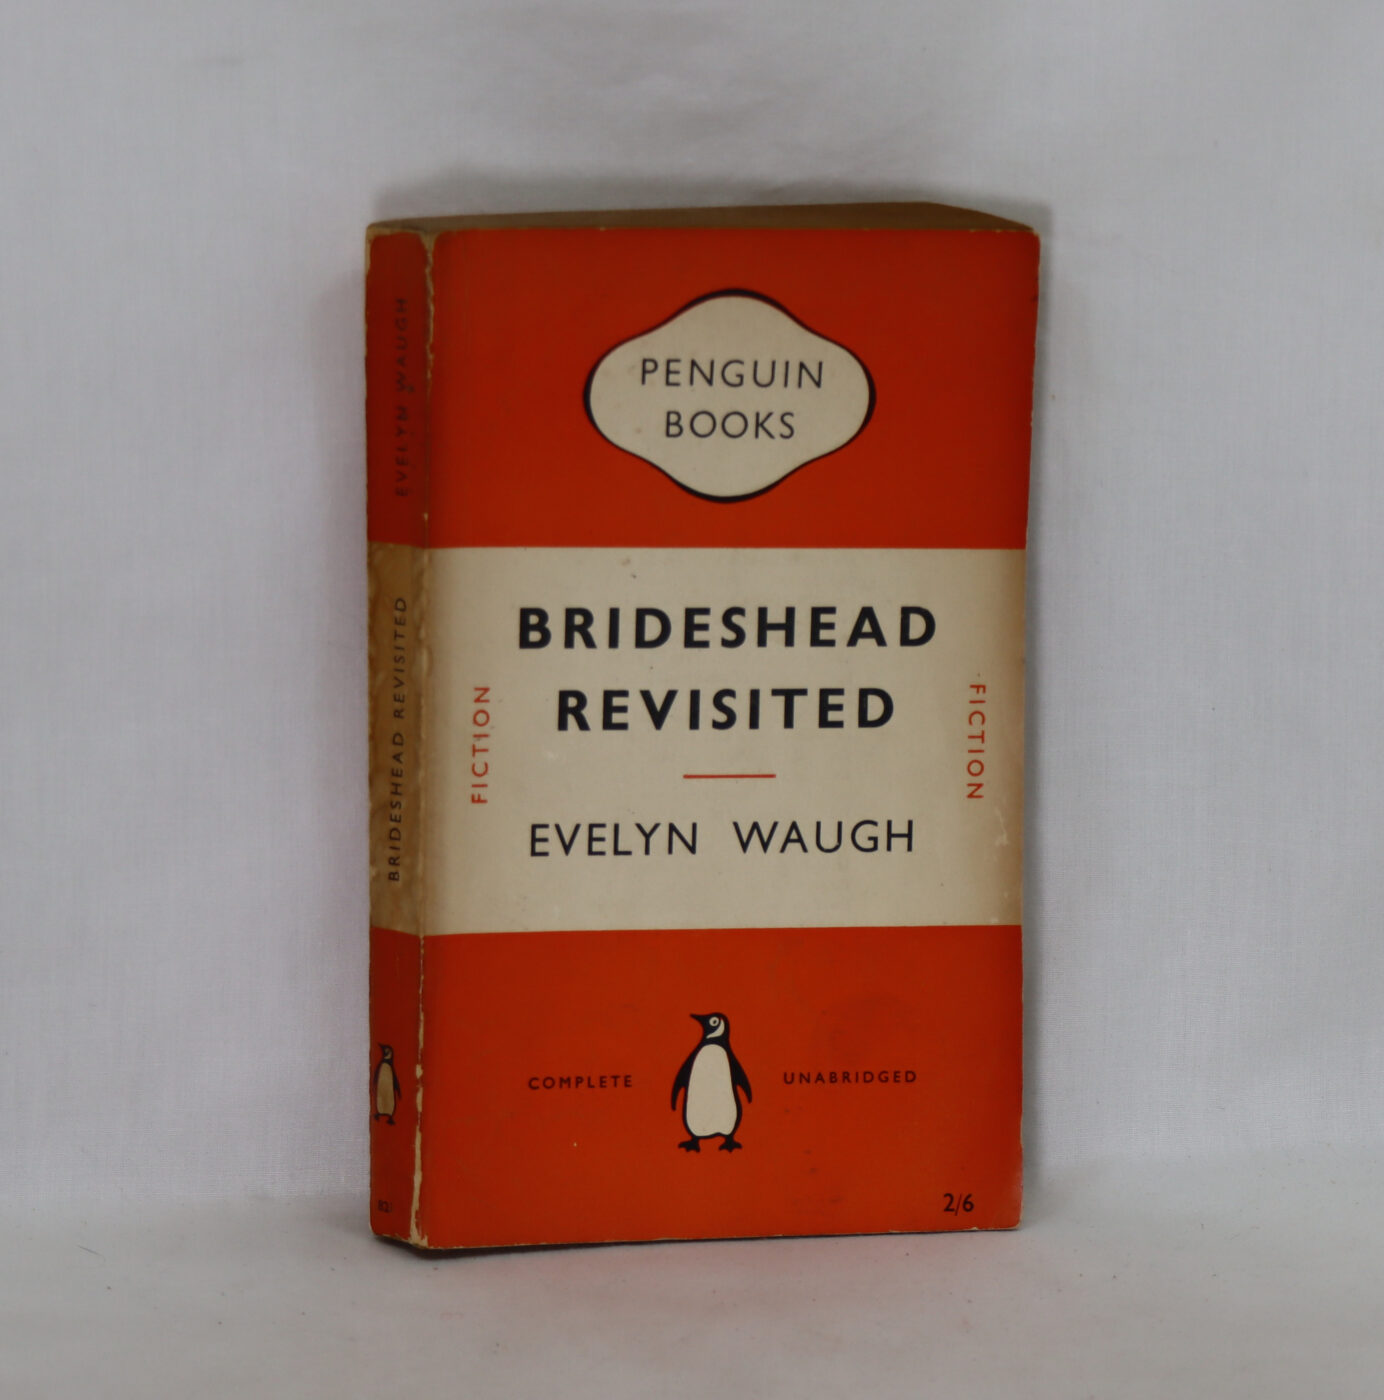 PENGUIN
BOOKS
BRIDESHEAD
REVISITED
FICTION
FICTION
EVELYN WAUGH
COMPLETE
UNABRIDGED
2/6
EVELYN WAUGH
BRIDESHEAD REVISITED